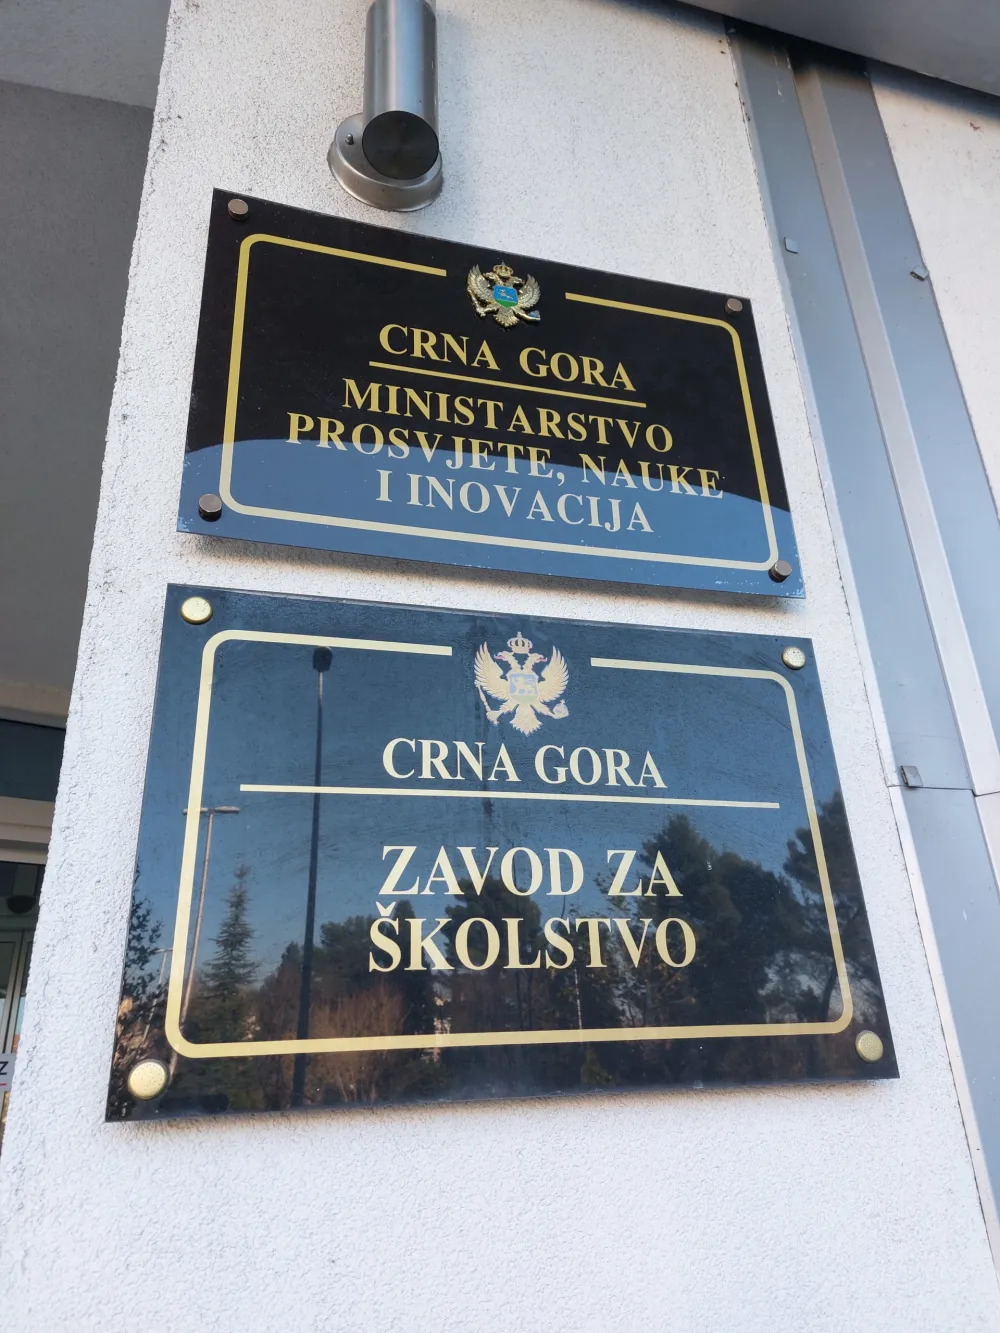 CRNA GORA
MINISTARSTVO
PROSVJETE, NAUKE
I INOVACIJA
CRNA GORA
ZAVOD ZA
ŠKOLSTVO
Z